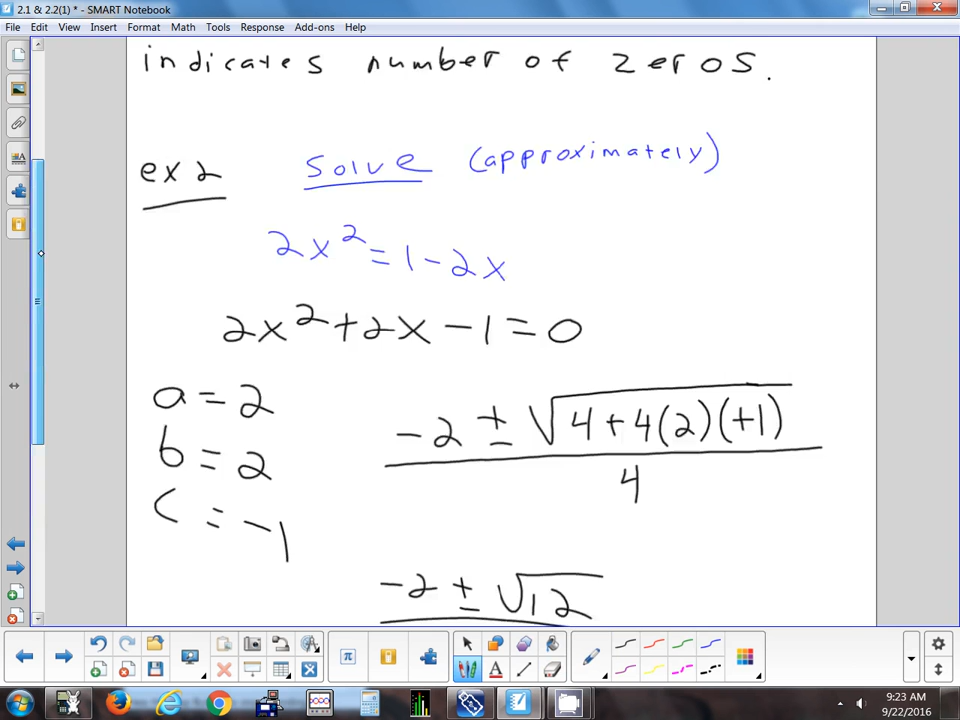 2.1 & 2.2(1) * - SMART Notebook
File Edit View Insert Format Math Tools Response Add-ons Help
indicates number of zeros.
ex 2 Solve (approximately)
2x² = 1 - 2x
2x² + 2x - 1 = 0
a = 2
b = 2
c = -1
-2 ± √4 + 4(2)(+1)
4
-2 ± √12
9:23 AM
9/22/2016